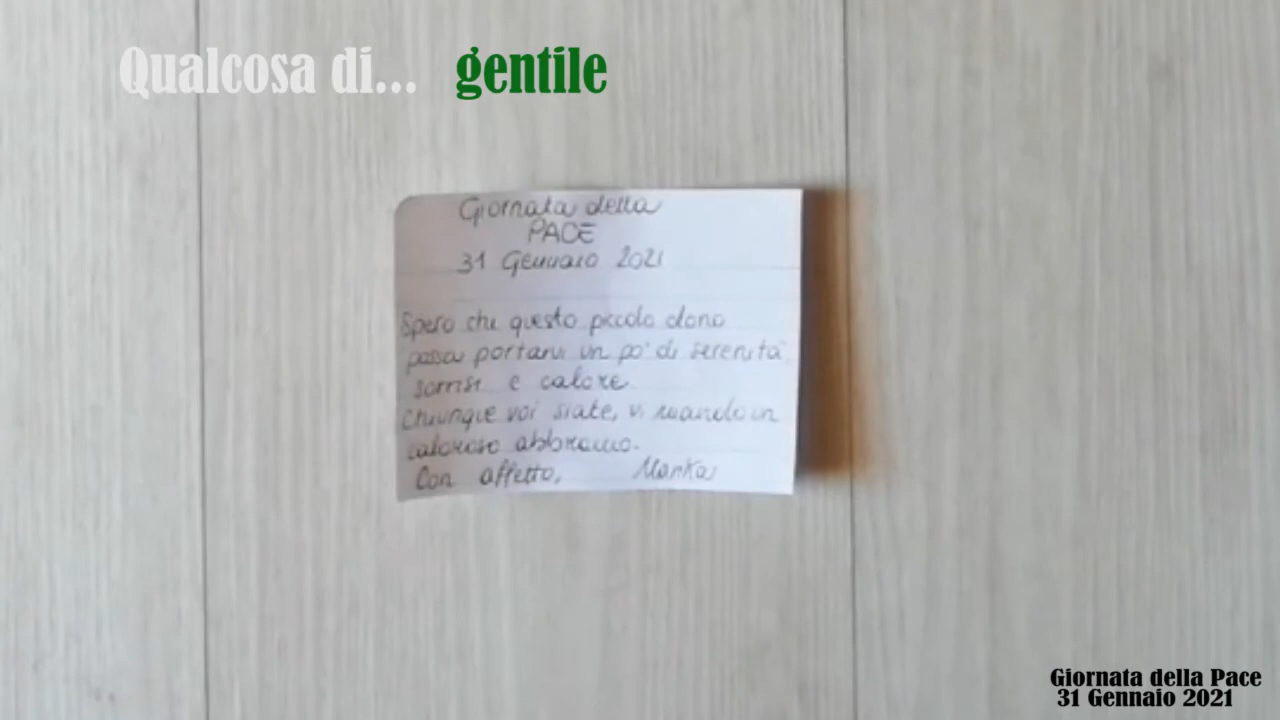 Qualcosa di... gentile
Giornata della
PACE
31 Gennaio 2021
Spero che questo piccolo dono
possa portarvi un po' di serenità
sorrisi e calore.
Chiunque voi siate, vi mando un
caloroso abbraccio.
Con affetto, Marika
Giornata della Pace
31 Gennaio 2021